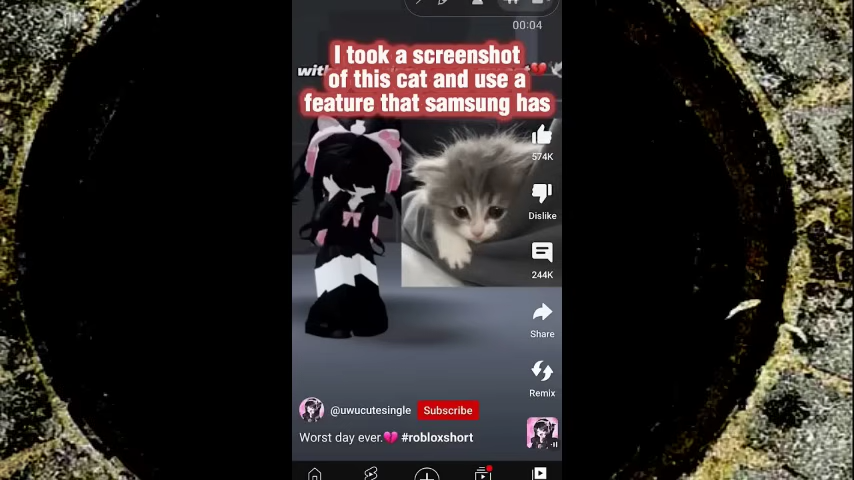 00:04
I took a screenshot
with
of this cat and use a
feature that samsung has
574K
Dislike
244K
Share
Remix
@uwucutesingle Subscribe
Worst day ever.💔 #robloxshort